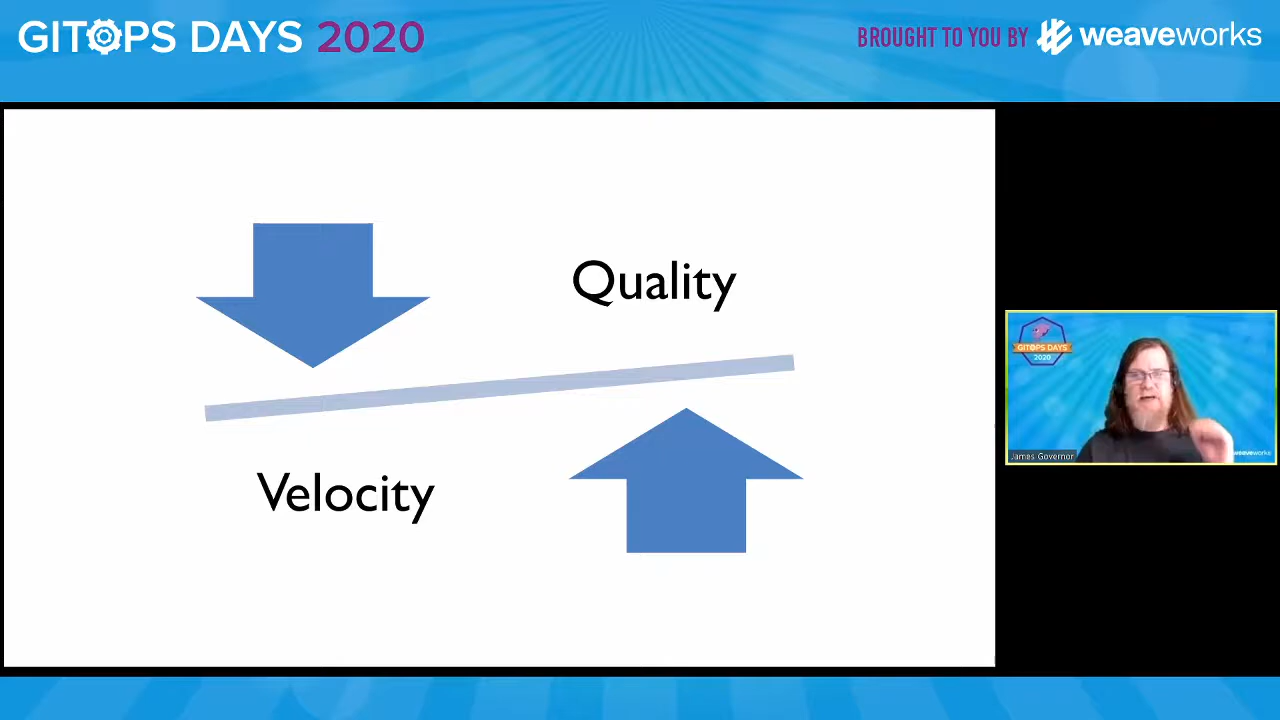 GITOPS DAYS 2020
BROUGHT TO YOU BY weaveworks
Quality
Velocity
GITOPS DAYS
2020
James Governor
weaveworks